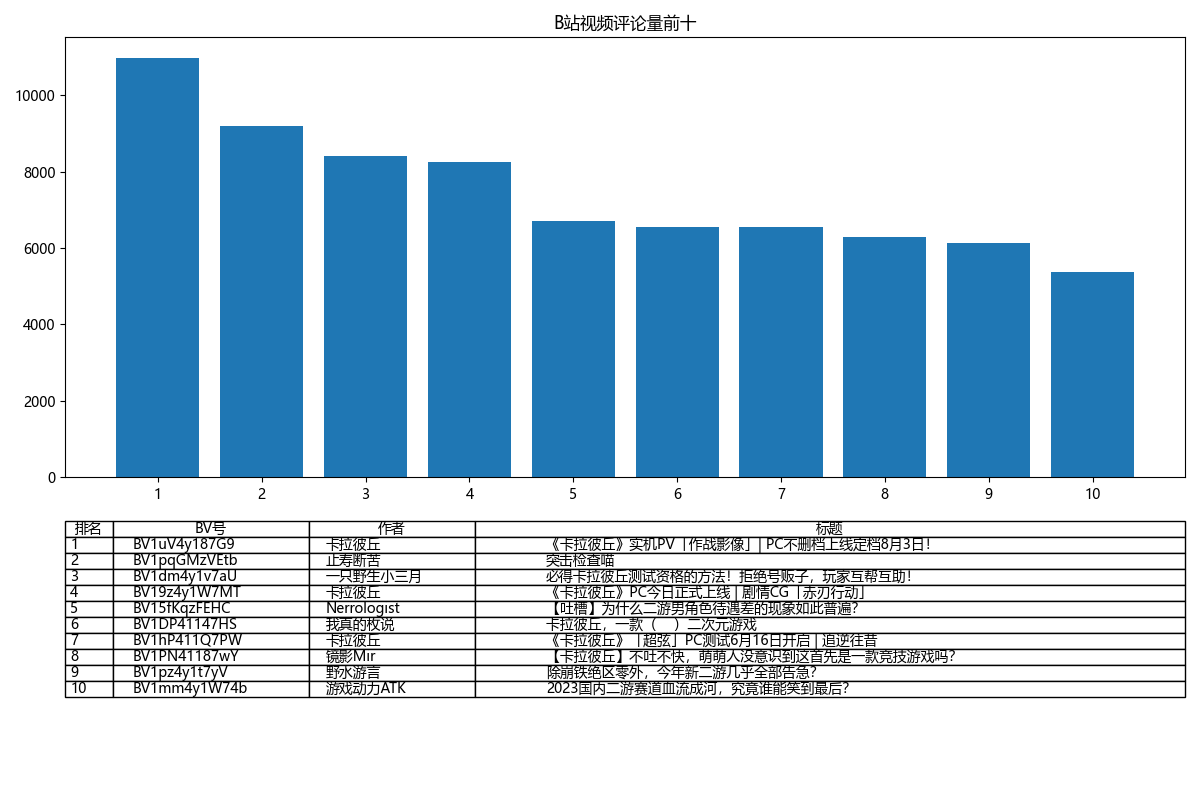 B站视频评论量前十
10000
8000
6000
4000
2000
0
1 2 3 4 5 6 7 8 9 10
排名 BV号 作者 标题
1 BV1uV4y187G9 卡拉彼丘 《卡拉彼丘》实机PV「作战影像」| PC不删档上线定档8月3日!
2 BV1pqGMzVEtb 止寿断苦 突击检查喵
3 BV1dm4y1v7aU 一只野生小三月 必得卡拉彼丘测试资格的方法！拒绝号贩子，玩家互帮互助！
4 BV19z4y1W7MT 卡拉彼丘 《卡拉彼丘》PC今日正式上线 | 剧情CG「赤刃行动」
5 BV15fKqzFEHC Nerrologist 【吐槽】为什么二游男角色待遇差的现象如此普遍?
6 BV1DP41147HS 我真的枚说 卡拉彼丘，一款（　）二次元游戏
7 BV1hP411Q7PW 卡拉彼丘 《卡拉彼丘》「超弦」PC测试6月16日开启 | 追逆往昔
8 BV1PN41187wY 镜影Mir 【卡拉彼丘】不吐不快，萌萌人没意识到这首先是一款竞技游戏吗？
9 BV1pz4y1t7yV 野水游言 除崩铁绝区零外，今年新二游几乎全部告急？
10 BV1mm4y1W74b 游戏动力ATK 2023国内二游赛道血流成河，究竟谁能笑到最后？